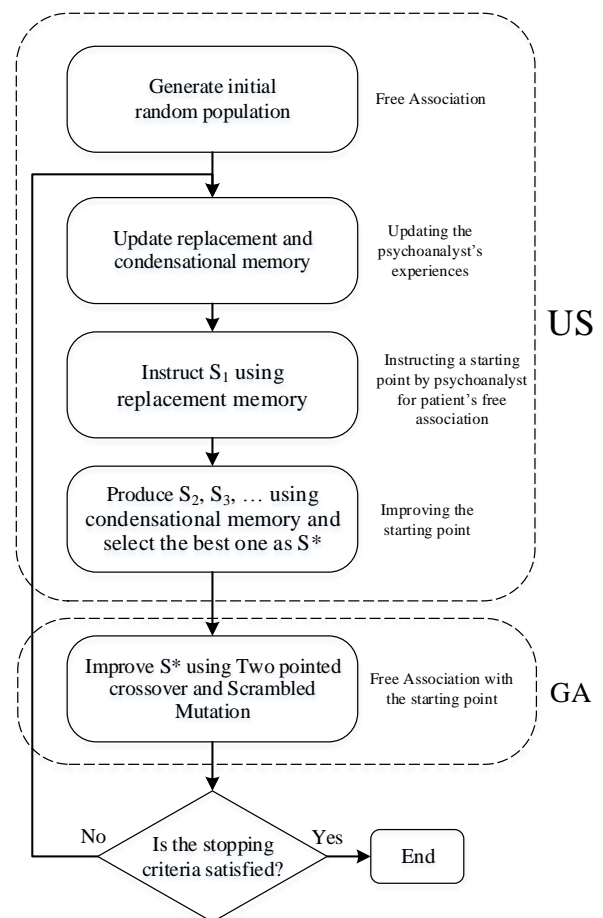 Generate initial
random population
Free Association
Update replacement and
condensational memory
Updating the
psychoanalyst's
experiences
US
Instruct S₁ using
replacement memory
Instructing a starting
point by psychoanalyst
for patient's free
association
Produce S₂, S₃, … using
condensational memory and
select the best one as S*
Improving the
starting point
Improve S* using Two pointed
crossover and Scrambled
Mutation
Free Association with
the starting point
GA
No
Is the stopping
criteria satisfied?
Yes
End